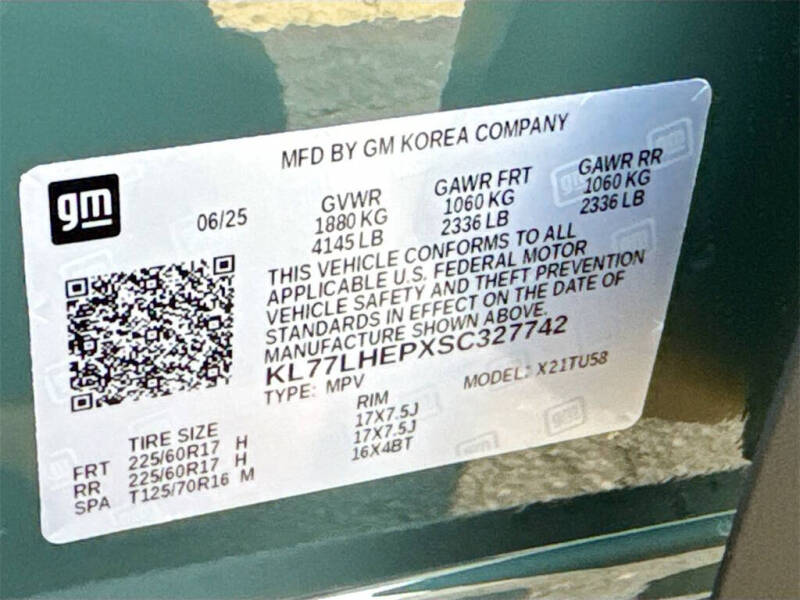 MFD BY GM KOREA COMPANY
gm
06/25
GVWR
1880 KG
4145 LB
GAWR FRT
1060 KG
2336 LB
GAWR RR
1060 KG
2336 LB
THIS VEHICLE CONFORMS TO ALL
APPLICABLE U.S. FEDERAL MOTOR
VEHICLE SAFETY AND THEFT PREVENTION
STANDARDS IN EFFECT ON THE DATE OF
MANUFACTURE SHOWN ABOVE.
KL77LHEPXSC327742
TYPE: MPV MODEL: X21TU58
TIRE SIZE RIM
FRT 225/60R17 H 17X7.5J
RR 225/60R17 H 17X7.5J
SPA T125/70R16 M 16X4BT